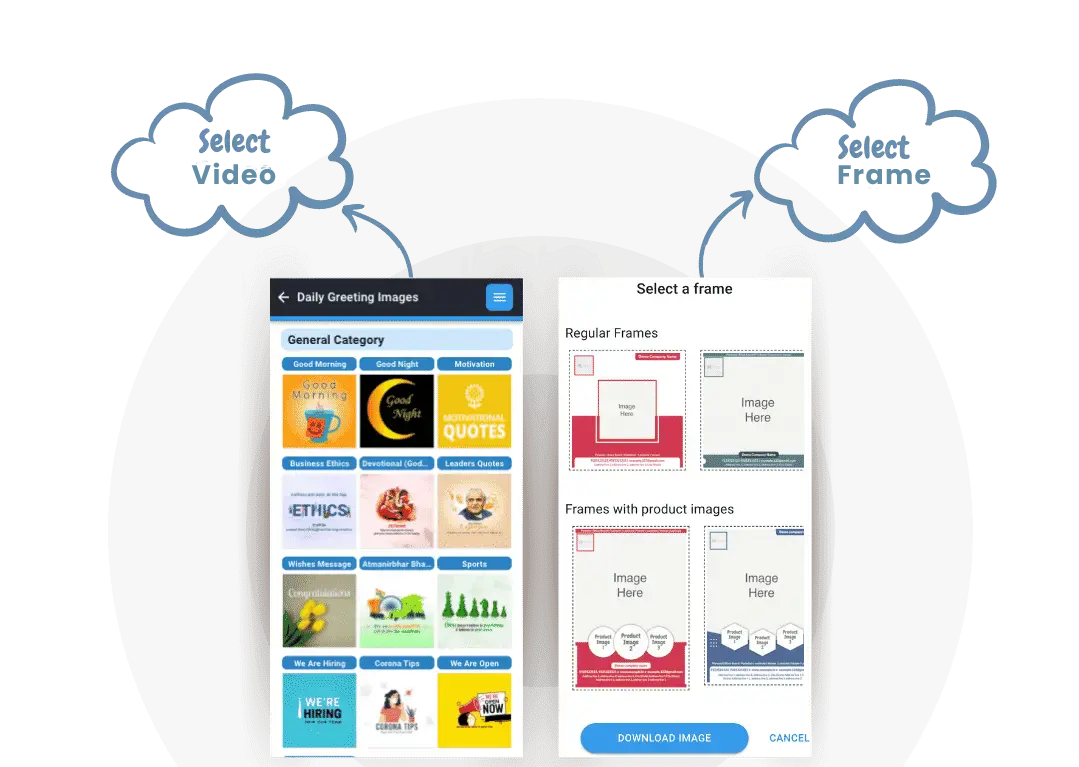 Select
Video
Select
Frame
Daily Greeting Images
General Category
Good Morning
Good Night
Motivation
Good
Morning
Good
Night
MOTIVATIONAL
QUOTES
Business Ethics
Devotional (God...
Leaders Quotes
ETHICS
Wishes Message
Atmanirbhar Bha...
Sports
Congratulations
We Are Hiring
Corona Tips
We Are Open
WE'RE
HIRING
JOIN OUR TEAM
CORONA TIPS
WE ARE
OPEN
NOW
Select a frame
Regular Frames
Demo Company Name
Image
Here
Image
Here
Demo Company Name
Frames with product images
Image
Here
Image
Here
Product
Image
1
Product
Image
2
Product
Image
3
Product
Image
1
Product
Image
2
Product
Image
3
DOWNLOAD IMAGE
CANCEL